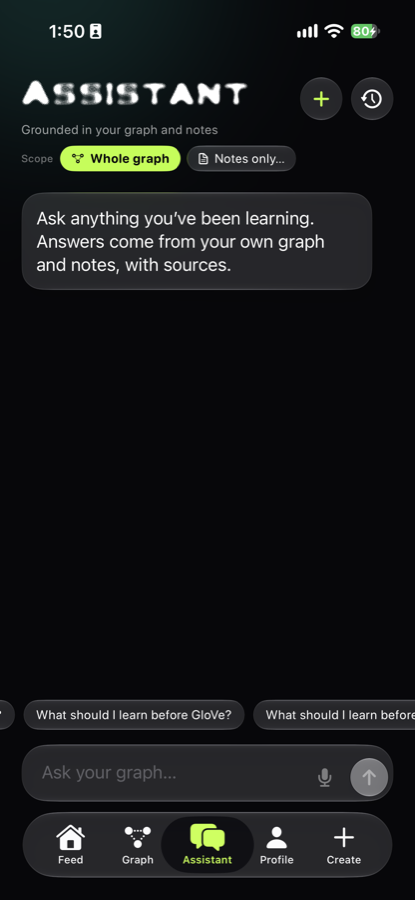 1:50
80
ASSISTANT
Grounded in your graph and notes
Scope
Whole graph
Notes only...
Ask anything you’ve been learning.
Answers come from your own graph
and notes, with sources.
?
What should I learn before GloVe?
What should I learn before
Ask your graph...
Feed
Graph
Assistant
Profile
Create